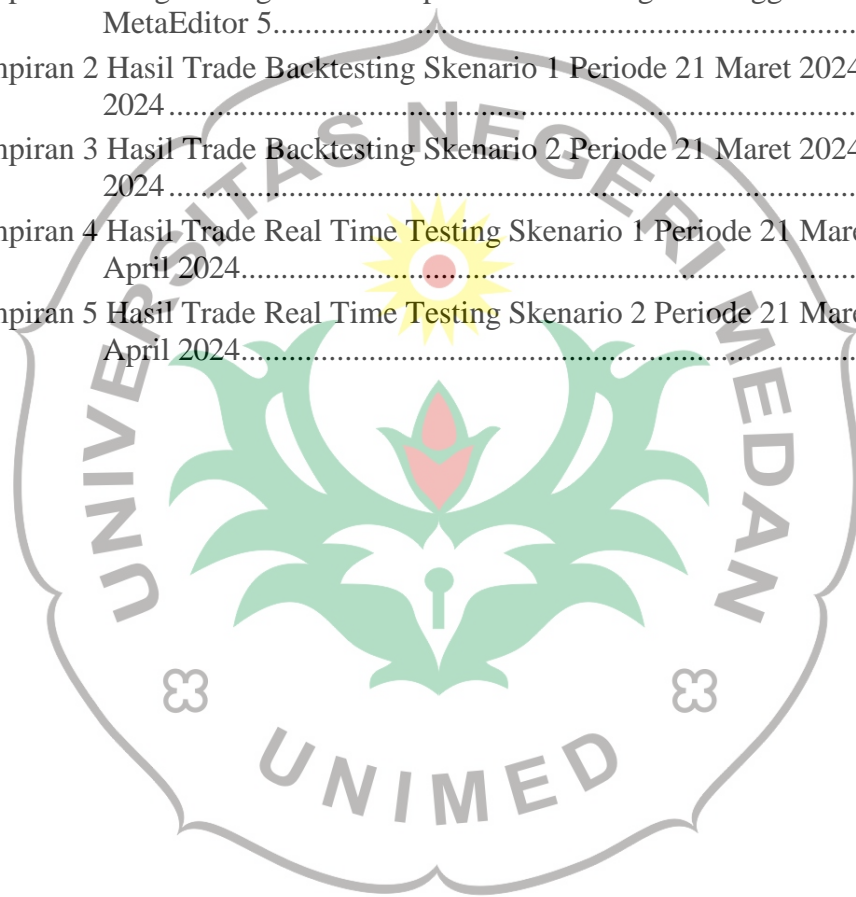 MetaEditor 5
piran 2 Hasil Trade Backtesting Skenario 1 Periode 21 Maret 2024
2024
piran 3 Hasil Trade Backtesting Skenario 2 Periode 21 Maret 2024
2024
piran 4 Hasil Trade Real Time Testing Skenario 1 Periode 21 Mare
April 2024
piran 5 Hasil Trade Real Time Testing Skenario 2 Periode 21 Mare
April 2024
UNIVERSITAS NEGERI MEDAN
UNIMED